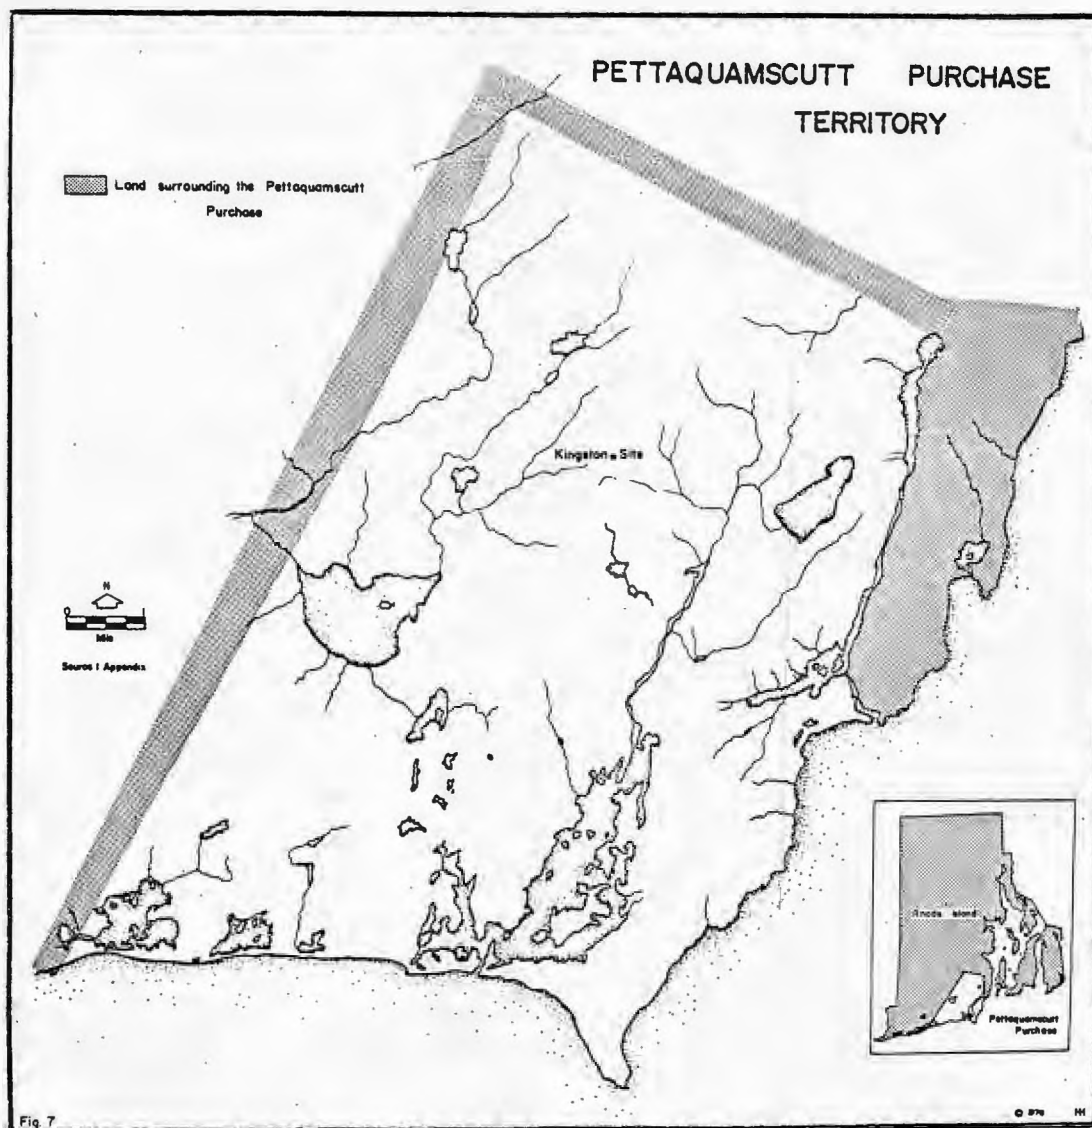 PETTAQUAMSCUTT PURCHASE
TERRITORY
Land surrounding the Pettaquamscutt
Purchase
Kingston Site
N
Mile
Source: Appendix
Rhode Island
Pettaquamscutt
Purchase
Fig. 7